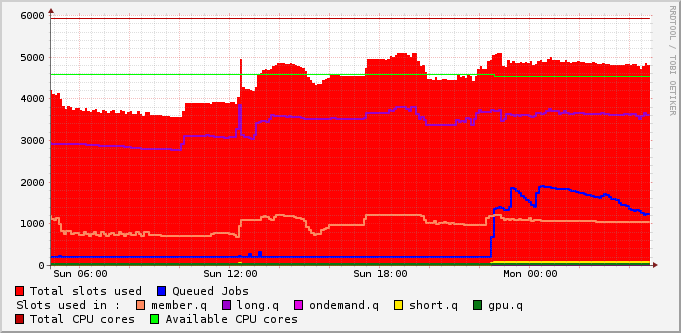 6000
5000
4000
3000
2000
1000
0
Sun 06:00 Sun 12:00 Sun 18:00 Mon 00:00
Total slots used Queued Jobs
Slots used in : member.q long.q ondemand.q short.q gpu.q
Total CPU cores Available CPU cores
RRDTOOL / TOBI OETIKER